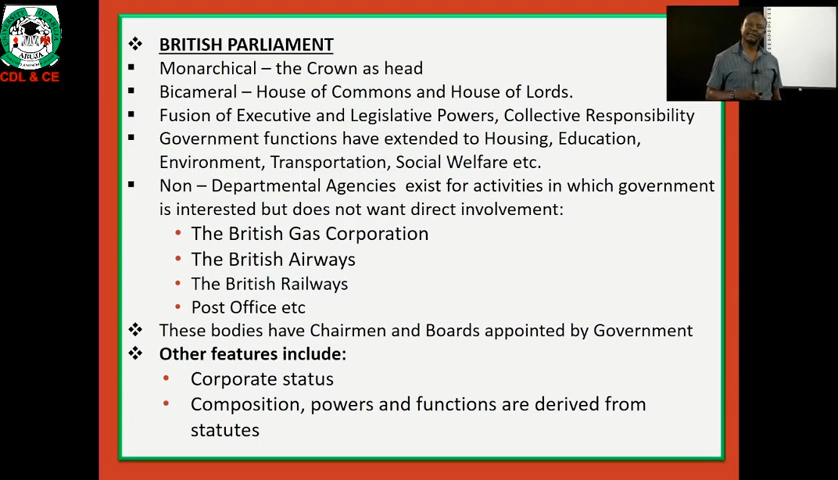 UNIVERSITY OF ABUJA
ABUJA
CDL & CE
❖ BRITISH PARLIAMENT
▪ Monarchical – the Crown as head
▪ Bicameral – House of Commons and House of Lords.
▪ Fusion of Executive and Legislative Powers, Collective Responsibility
▪ Government functions have extended to Housing, Education,
Environment, Transportation, Social Welfare etc.
▪ Non – Departmental Agencies exist for activities in which government
is interested but does not want direct involvement:
• The British Gas Corporation
• The British Airways
• The British Railways
• Post Office etc
❖ These bodies have Chairmen and Boards appointed by Government
❖ Other features include:
• Corporate status
• Composition, powers and functions are derived from
statutes